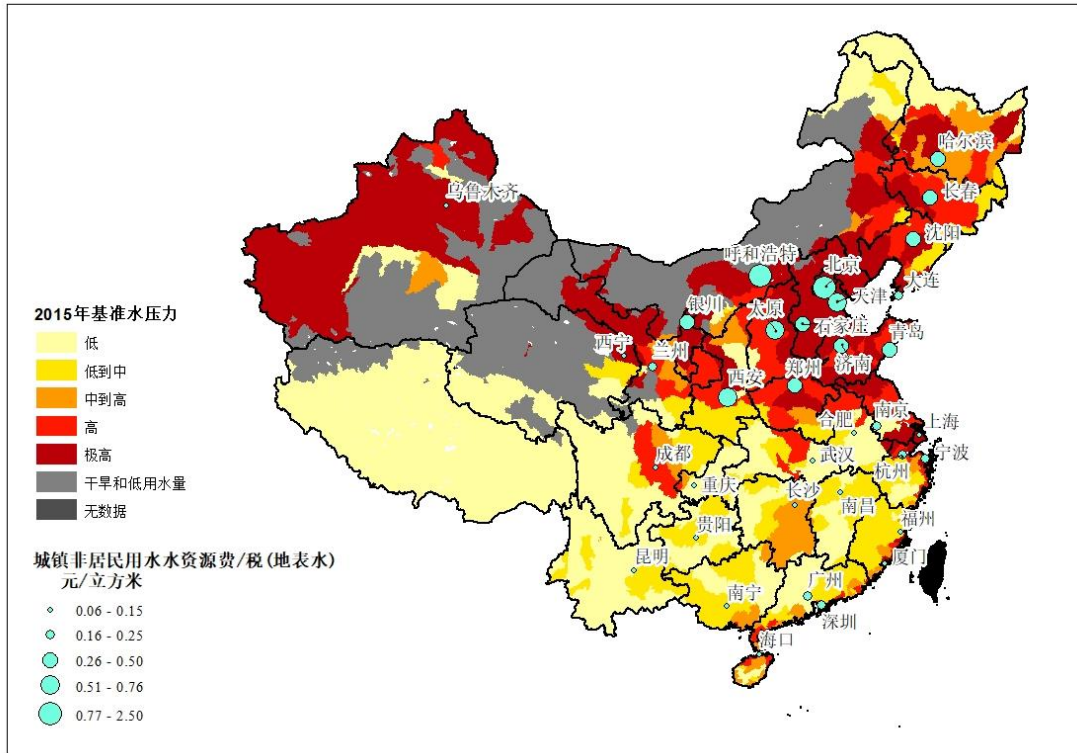 哈尔滨
长春
乌鲁木齐
沈阳
呼和浩特
北京
大连
天津
银川
太原
石家庄
青岛
西宁
兰州
济南
郑州
西安
合肥
南京
上海
成都
武汉
宁波
杭州
重庆
长沙
南昌
贵阳
福州
昆明
厦门
广州
南宁
深圳
海口
2015年基准水压力
低
低到中
中到高
高
极高
干旱和低用水量
无数据
城镇非居民用水水资源费/税(地表水)
元/立方米
0.06 - 0.15
0.16 - 0.25
0.26 - 0.50
0.51 - 0.76
0.77 - 2.50